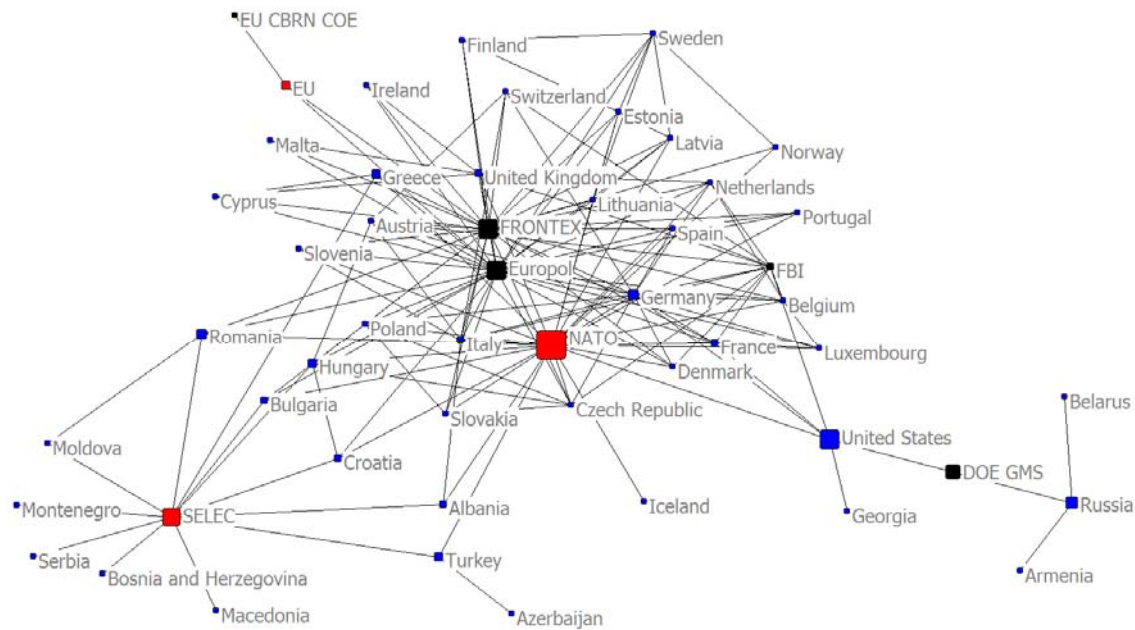 EU CBRN COE
Finland
Sweden
EU
Ireland
Switzerland
Estonia
Malta
Latvia
Norway
Greece
United Kingdom
Netherlands
Cyprus
Lithuania
Austria
FRONTEX
Portugal
Spain
Slovenia
Europol
FBI
Germany
Belgium
Romania
Poland
Italy
NATO
France
Luxembourg
Hungary
Denmark
Bulgaria
Slovakia
Czech Republic
Belarus
Moldova
Croatia
United States
DOE GMS
Montenegro
SELEC
Albania
Iceland
Georgia
Russia
Serbia
Turkey
Bosnia and Herzegovina
Armenia
Macedonia
Azerbaijan